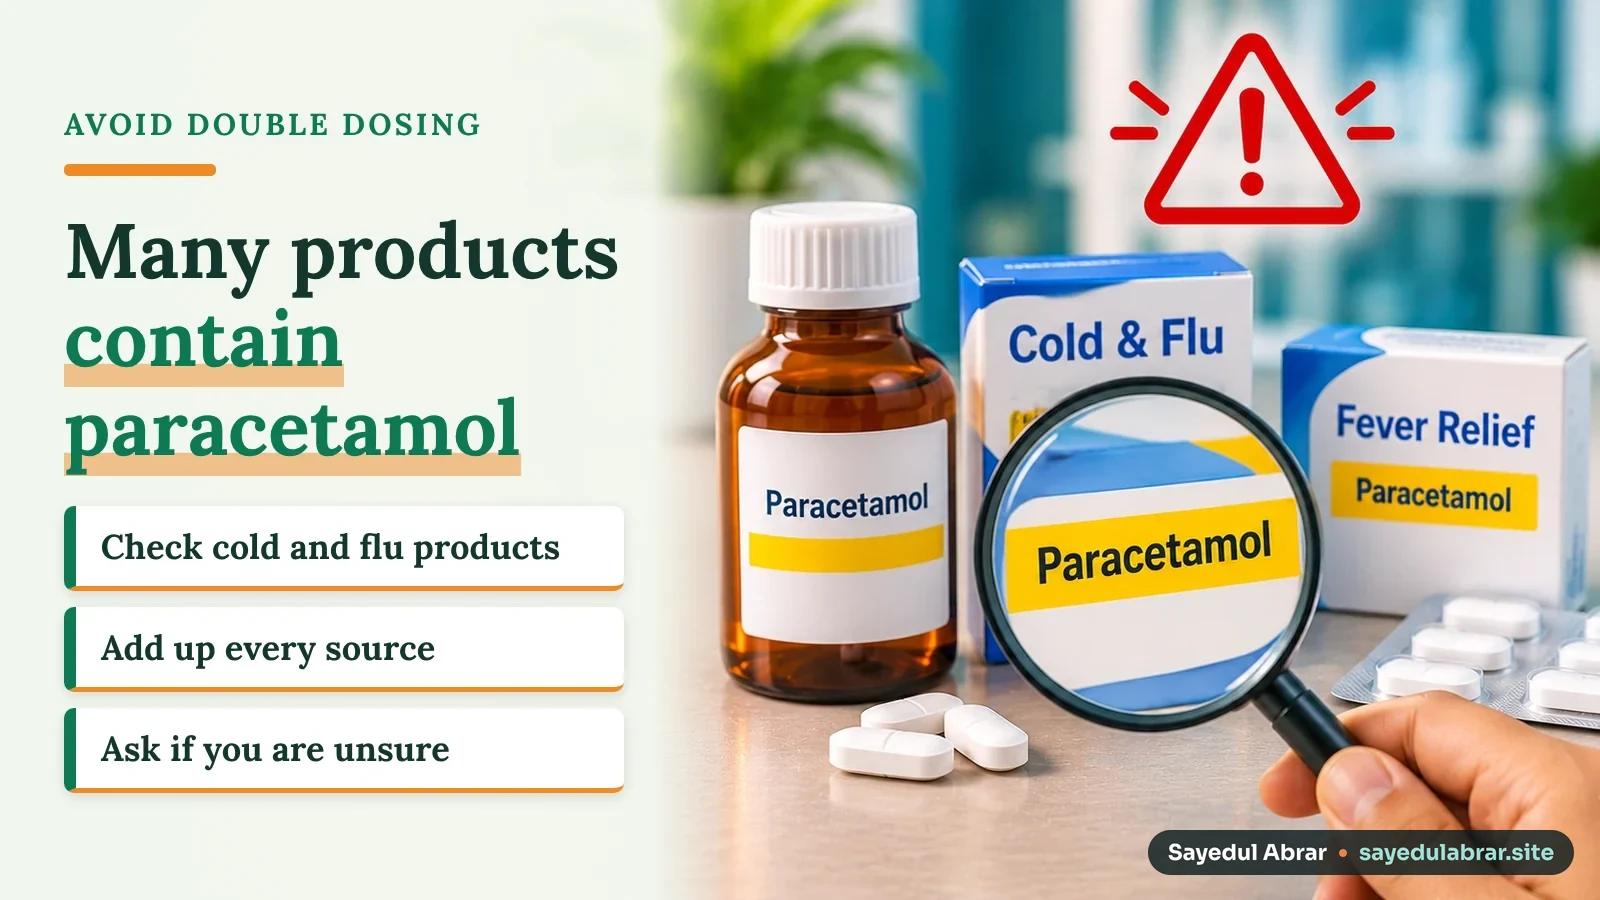 AVOID DOUBLE DOSING
Many products
contain
paracetamol
Check cold and flu products
Add up every source
Ask if you are unsure
Paracetamol
Cold & Flu
Paracetamol
Fever Relief
Paracetamol
Sayedul Abrar • sayedulabrar.site